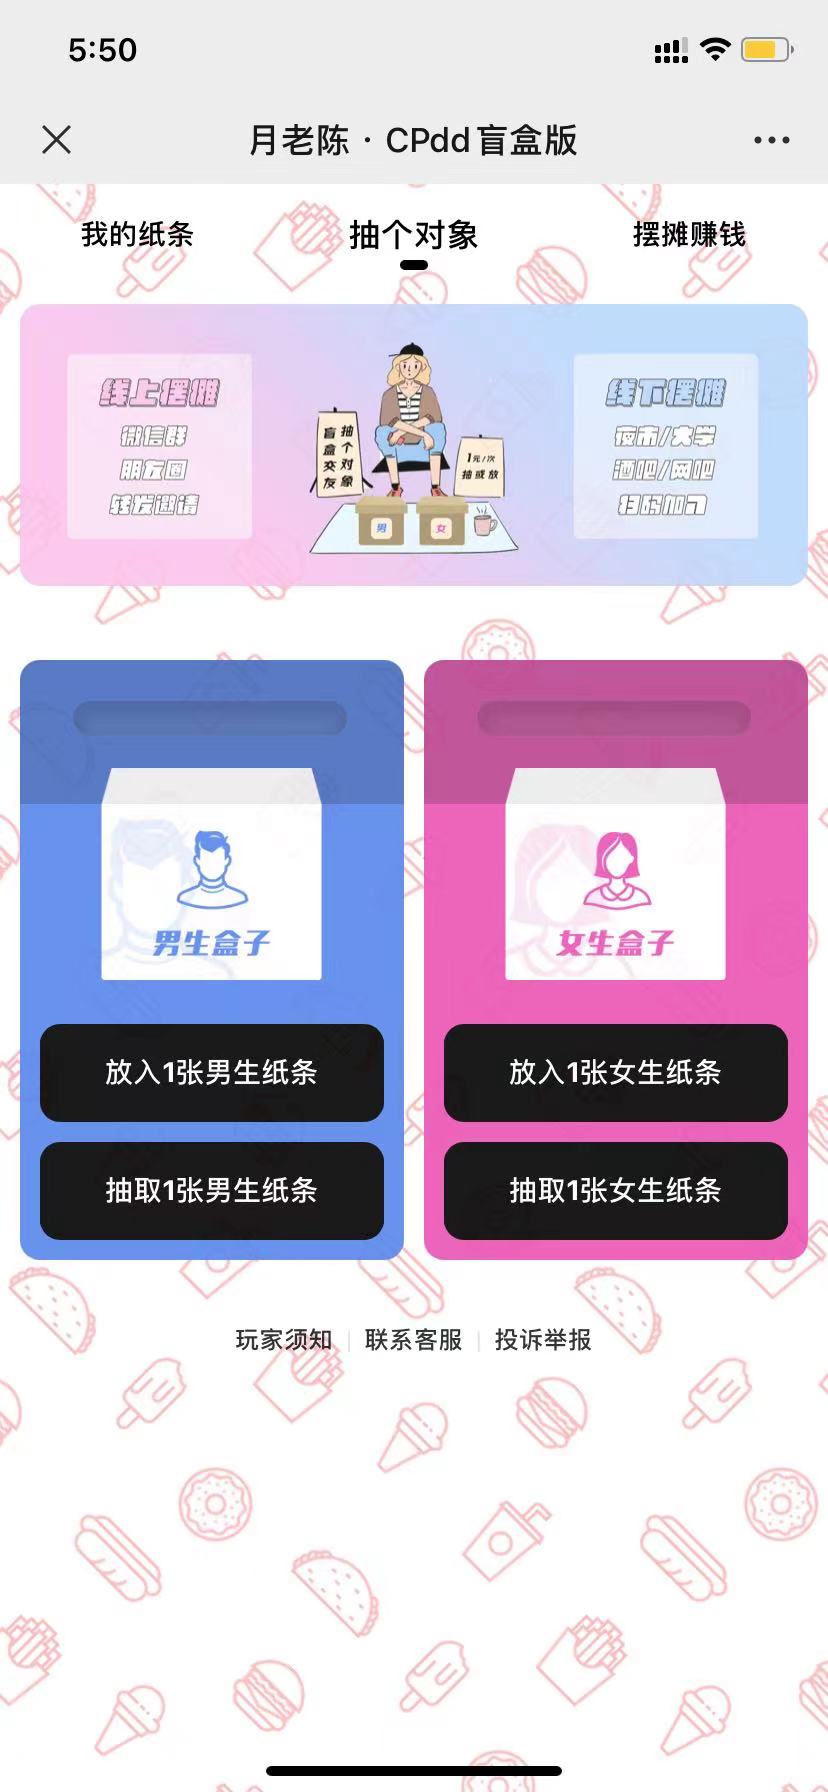 5:50
月老陈 · CPdd盲盒版
我的纸条
抽个对象
摆摊赚钱
线上摆摊
微信群
朋友圈
转发邀请
抽个对象
盲盒交友
1元/次
抽或放
男
女
线下摆摊
夜市/大学
酒吧/网吧
扫码加了
男生盒子
放入1张男生纸条
抽取1张男生纸条
女生盒子
放入1张女生纸条
抽取1张女生纸条
玩家须知 | 联系客服 | 投诉举报